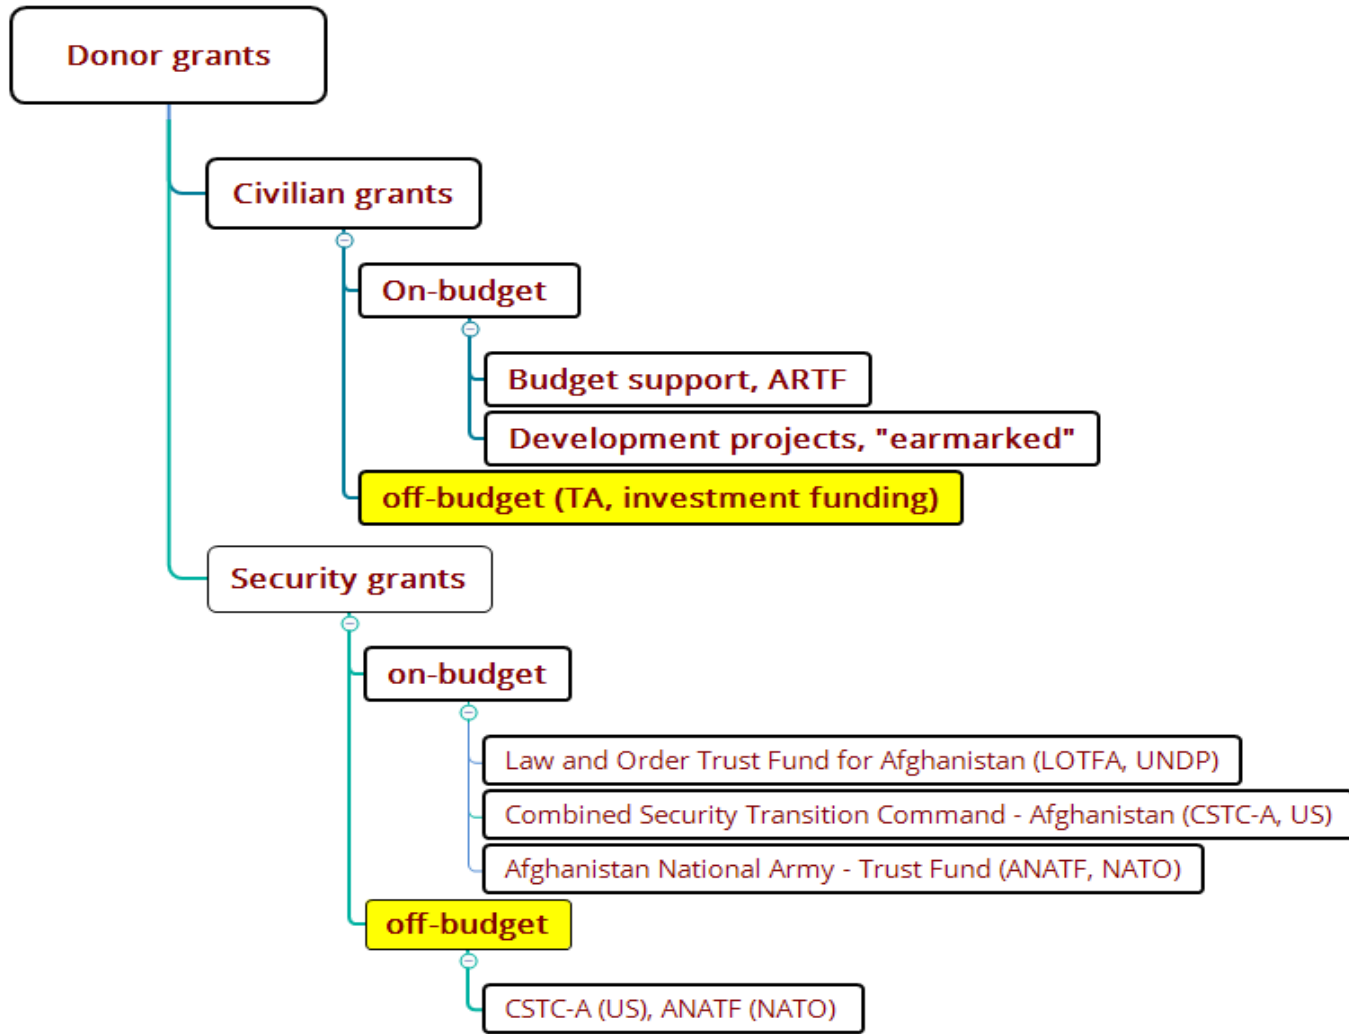 Donor grants
Civilian grants
On-budget
Budget support, ARTF
Development projects, "earmarked"
off-budget (TA, investment funding)
Security grants
on-budget
Law and Order Trust Fund for Afghanistan (LOTFA, UNDP)
Combined Security Transition Command - Afghanistan (CSTC-A, US)
Afghanistan National Army - Trust Fund (ANATF, NATO)
off-budget
CSTC-A (US), ANATF (NATO)